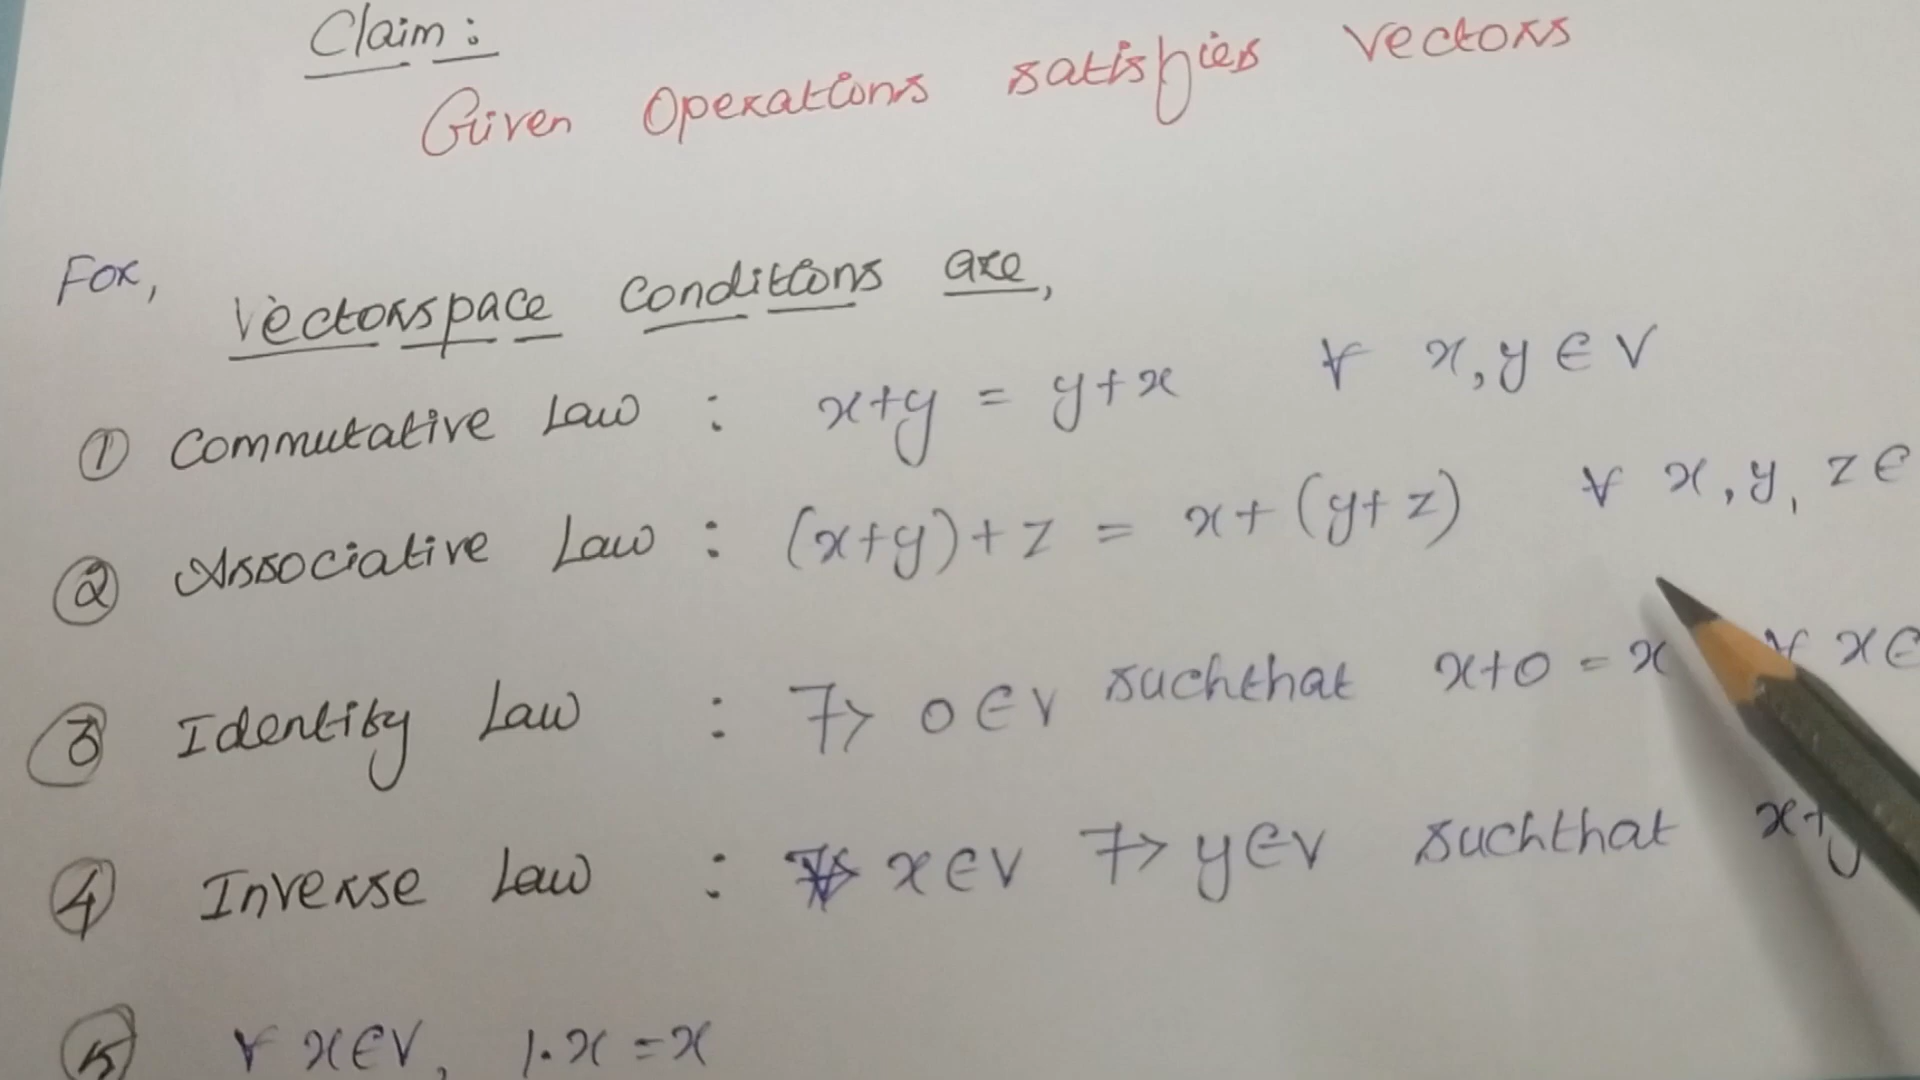 Claim :
Given Operations satisfies vectors
For,
Vectorspace Conditions are,
① Commutative Law : x+y = y+x ∀ x,y ∈ V
② Associative Law : (x+y)+z = x+(y+z) ∀ x,y, z ∈
③ Identity Law : ∃ 0 ∈ V suchthat x+0 = x ∀ x ∈
④ Inverse Law : ∀ x ∈ V ∃ y ∈ V suchthat x+y
⑤ ∀ x ∈ V, 1.x = x